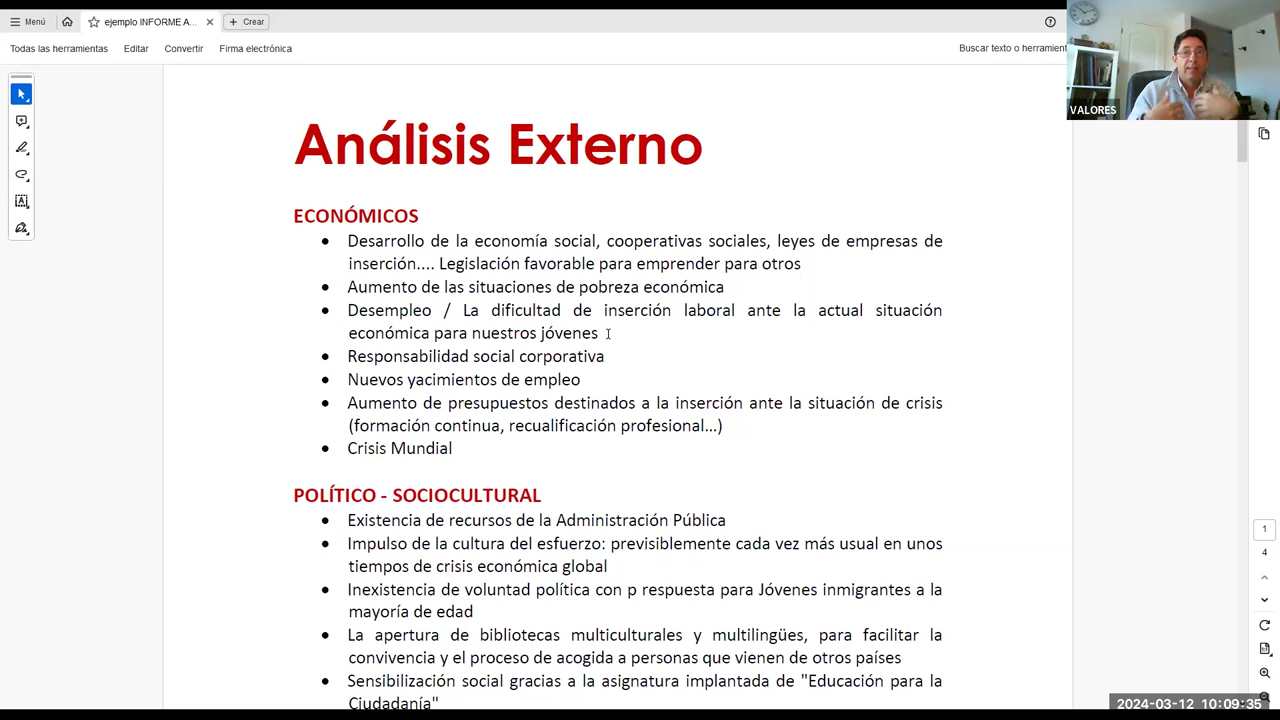 Menú
ejemplo INFORME A...
Crear
Todas las herramientas
Editar
Convertir
Firma electrónica
Buscar texto o herramient
VALORES
Análisis Externo
ECONÓMICOS
• Desarrollo de la economía social, cooperativas sociales, leyes de empresas de
inserción.... Legislación favorable para emprender para otros
• Aumento de las situaciones de pobreza económica
• Desempleo / La dificultad de inserción laboral ante la actual situación
económica para nuestros jóvenes
• Responsabilidad social corporativa
• Nuevos yacimientos de empleo
• Aumento de presupuestos destinados a la inserción ante la situación de crisis
(formación continua, recualificación profesional...)
• Crisis Mundial
POLÍTICO - SOCIOCULTURAL
• Existencia de recursos de la Administración Pública
• Impulso de la cultura del esfuerzo: previsiblemente cada vez más usual en unos
tiempos de crisis económica global
• Inexistencia de voluntad política con p respuesta para Jóvenes inmigrantes a la
mayoría de edad
• La apertura de bibliotecas multiculturales y multilingües, para facilitar la
convivencia y el proceso de acogida a personas que vienen de otros países
• Sensibilización social gracias a la asignatura implantada de "Educación para la
Ciudadanía"
1
4
2024-03-12 10:09:35